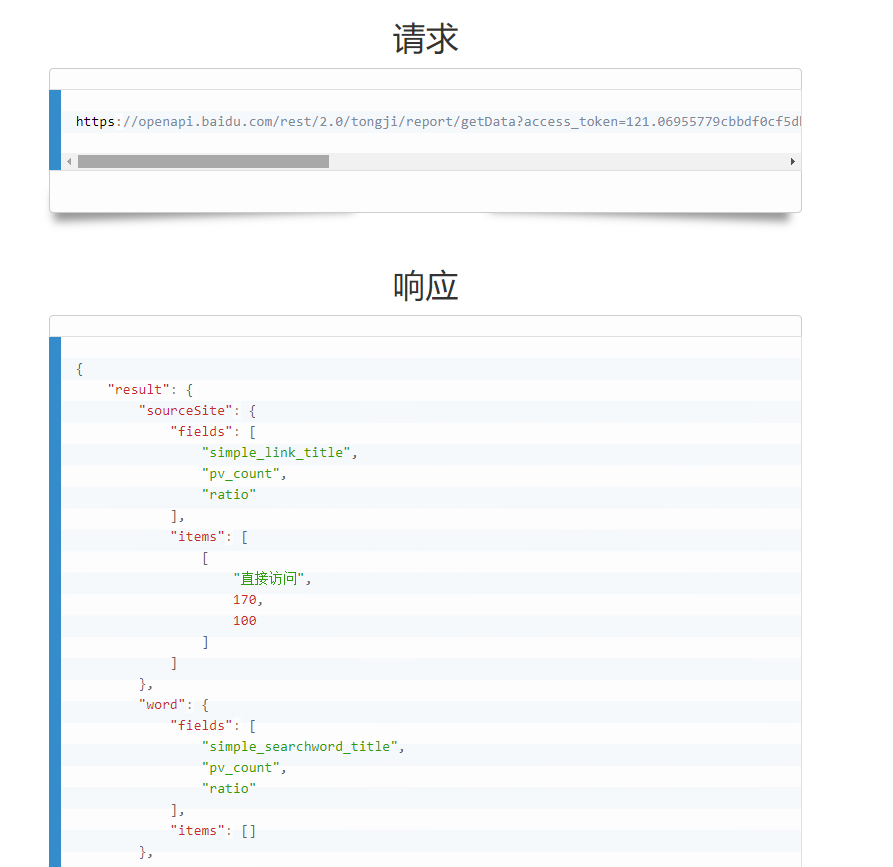 请求
https://openapi.baidu.com/rest/2.0/tongji/report/getData?access_token=121.06955779cbbdf0cf5d
响应
{
"result": {
"sourceSite": {
"fields": [
"simple_link_title",
"pv_count",
"ratio"
],
"items": [
[
"直接访问",
170,
100
]
]
},
"word": {
"fields": [
"simple_searchword_title",
"pv_count",
"ratio"
],
"items": []
},